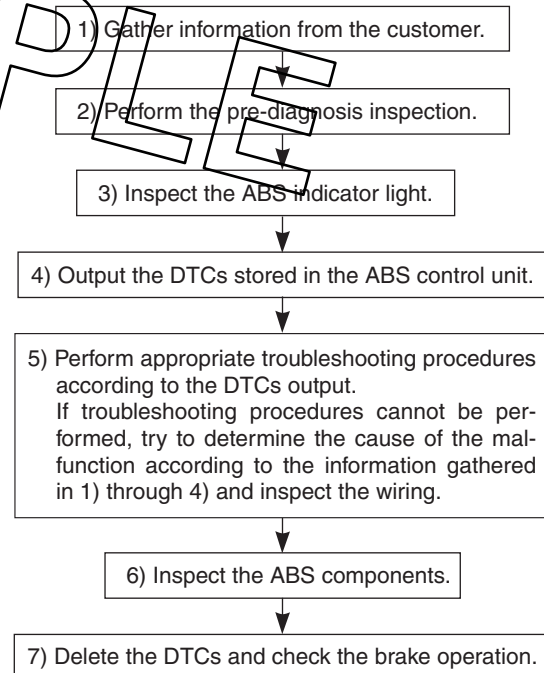 1) Gather information from the customer.
2) Perform the pre-diagnosis inspection.
3) Inspect the ABS indicator light.
4) Output the DTCs stored in the ABS control unit.
5) Perform appropriate troubleshooting procedures
according to the DTCs output.
If troubleshooting procedures cannot be per-
formed, try to determine the cause of the mal-
function according to the information gathered
in 1) through 4) and inspect the wiring.
6) Inspect the ABS components.
7) Delete the DTCs and check the brake operation.
PLE